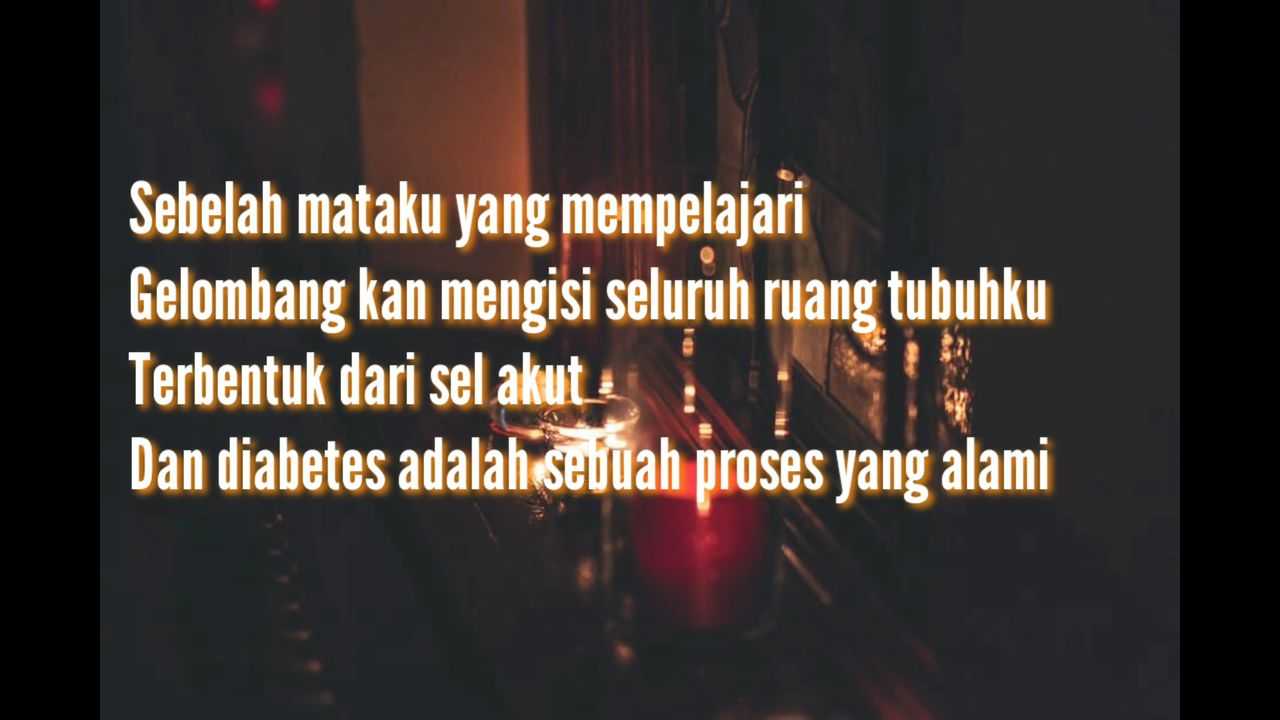 Sebelah mataku yang mempelajari
Gelombang kan mengisi seluruh ruang tubuhku
Terbentuk dari sel akut
Dan diabetes adalah sebuah proses yang alami